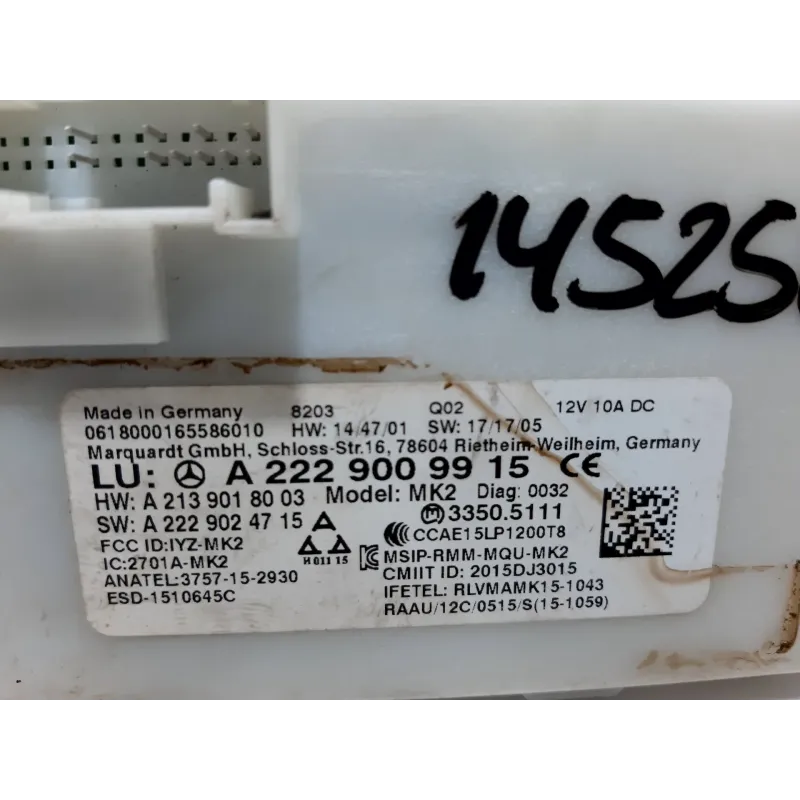 14525
Made in Germany 8203 Q02 12V 10A DC
0618000165586010 HW: 14/47/01 SW: 17/17/05
Marquardt GmbH, Schloss-Str.16, 78604 Rietheim-Weilheim, Germany
LU: A 222 900 99 15 CE
HW: A 213 901 80 03 Model: MK2 Diag: 0032
SW: A 222 902 47 15 A M 3350.5111
FCC ID:IYZ-MK2 CCAE15LP1200T8
IC:2701A-MK2 H 011 15 MSIP-RMM-MQU-MK2
ANATEL:3757-15-2930 CMIIT ID: 2015DJ3015
ESD-1510645C IFETEL: RLVMAMK15-1043
RAAU/12C/0515/S(15-1059)